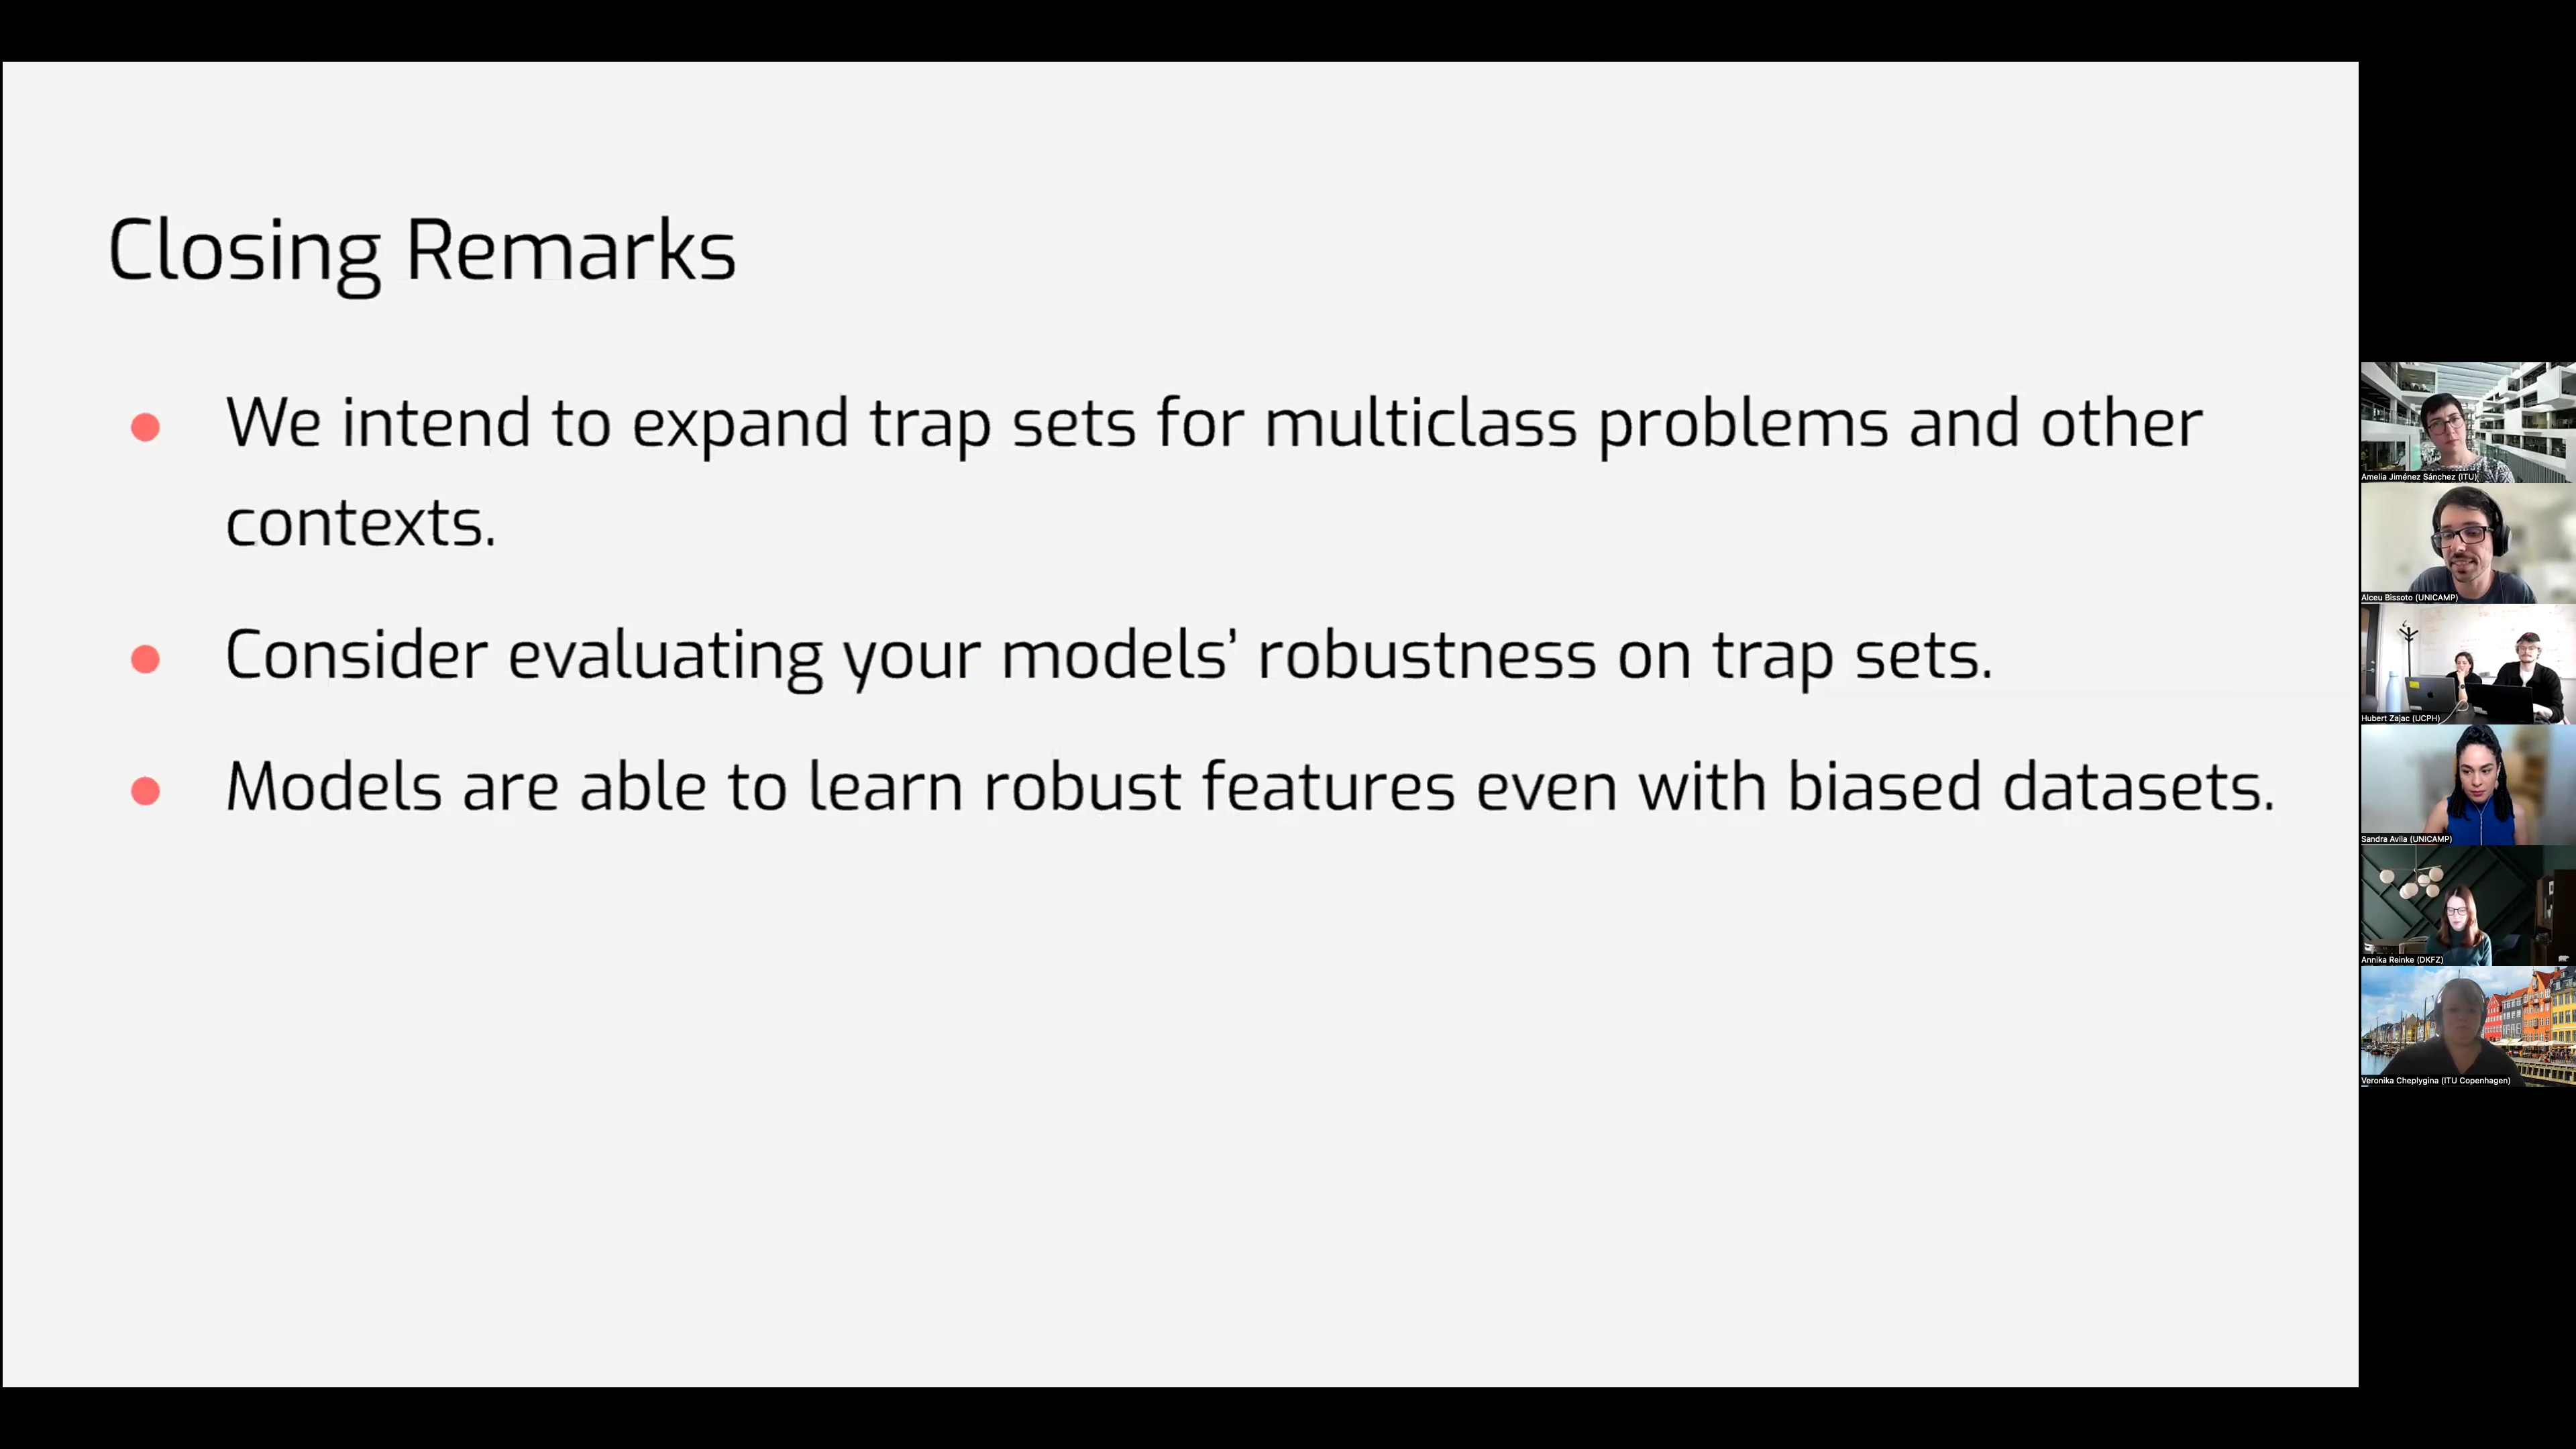 Closing Remarks
We intend to expand trap sets for multiclass problems and other
contexts.
Consider evaluating your models’ robustness on trap sets.
Models are able to learn robust features even with biased datasets.
Amelia Jiménez Sánchez (ITU)
Alceu Bissoto (UNICAMP)
Hubert Zajac (UCPH)
Sandra Avila (UNICAMP)
Annika Reinke (DKFZ)
Veronika Cheplygina (ITU Copenhagen)